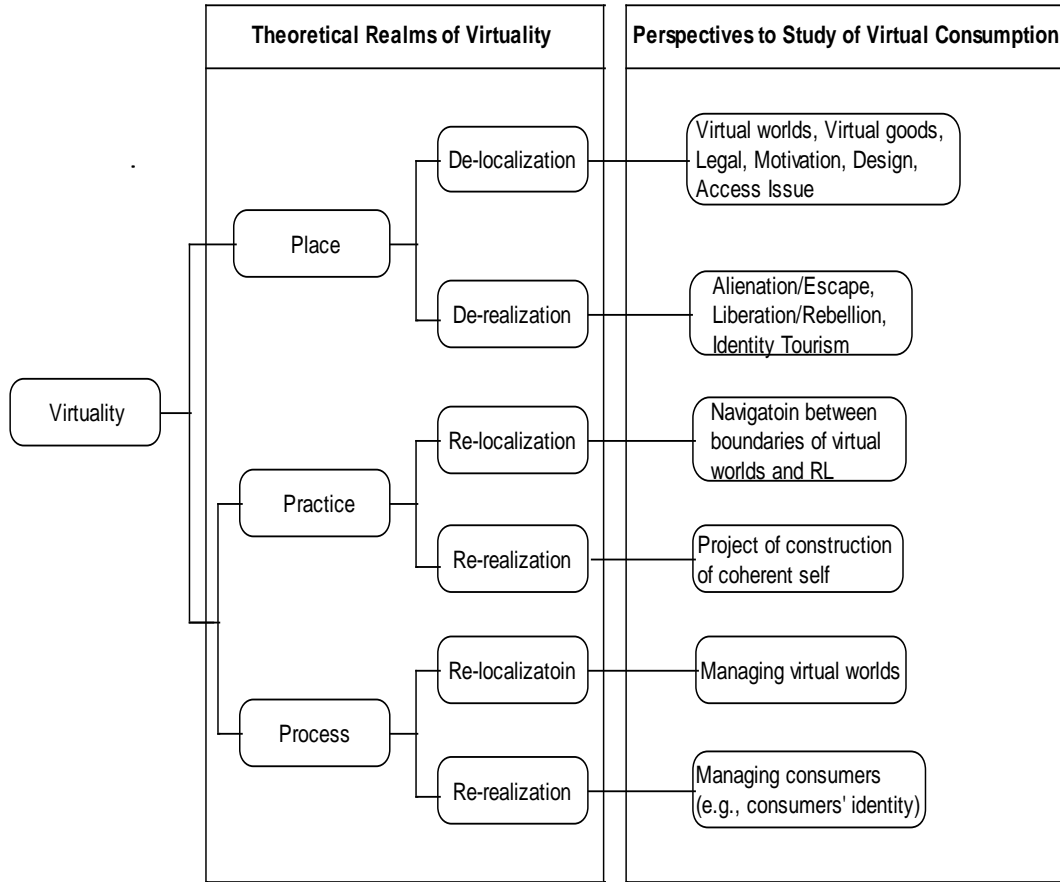 Theoretical Realms of Virtuality
Perspectives to Study of Virtual Consumption
Virtuality
Place
De-localization
Virtual worlds, Virtual goods,
Legal, Motivation, Design,
Access Issue
De-realization
Alienation/Escape,
Liberation/Rebellion,
Identity Tourism
Practice
Re-localization
Navigatoin between
boundaries of virtual
worlds and RL
Re-realization
Project of construction
of coherent self
Process
Re-localizatoin
Managing virtual worlds
Re-realization
Managing consumers
(e.g., consumers' identity)